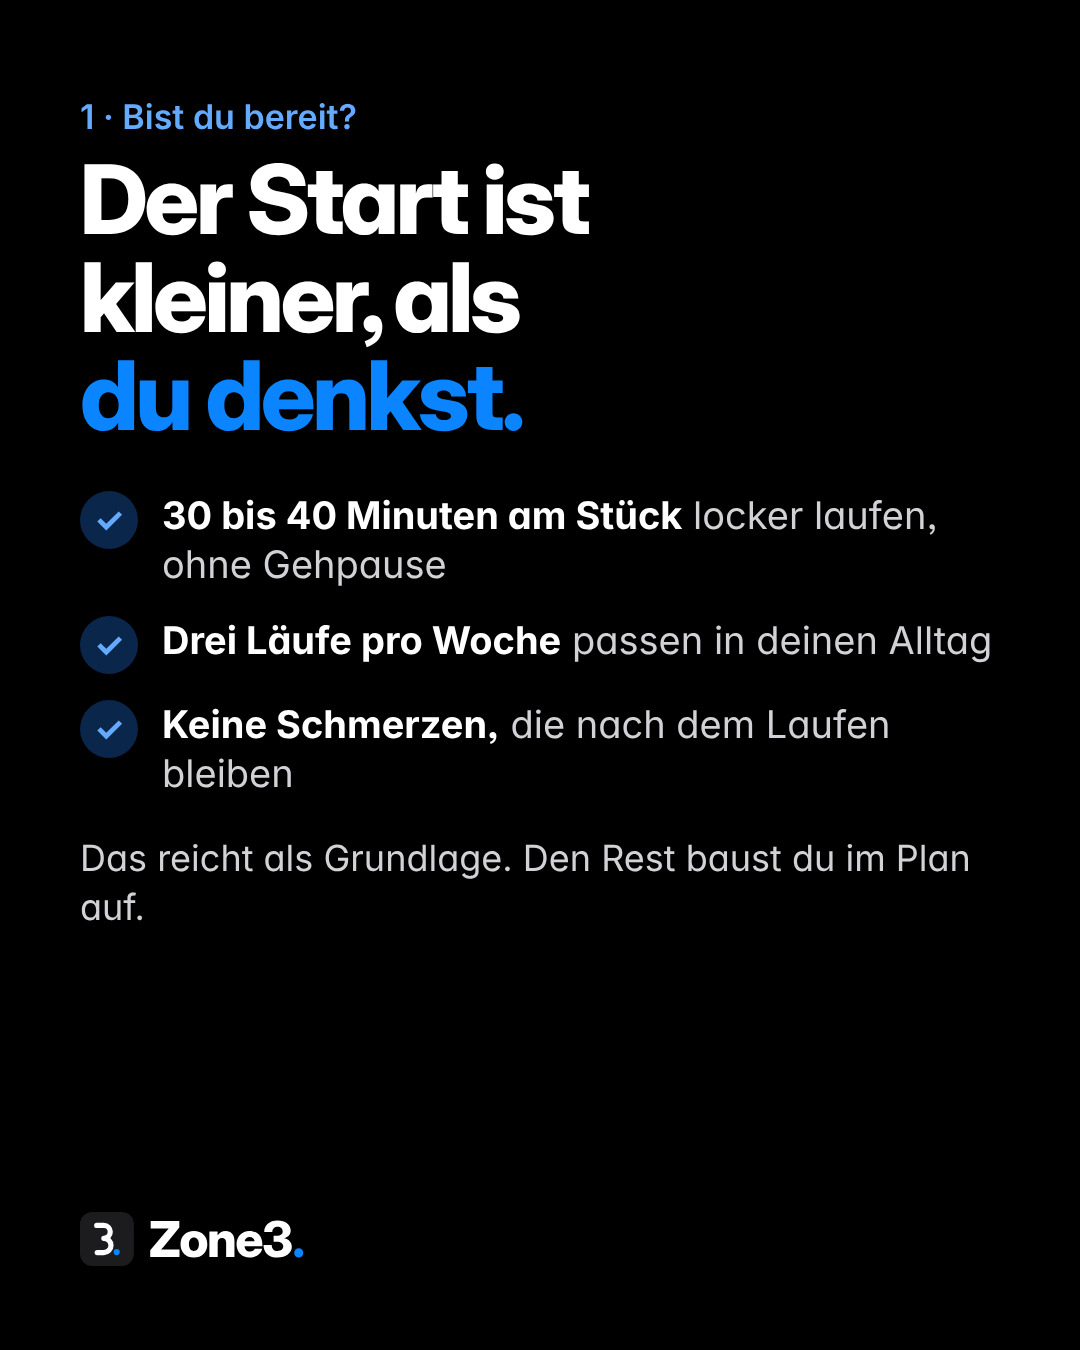 1 · Bist du bereit?
Der Start ist
kleiner, als
du denkst.
30 bis 40 Minuten am Stück locker laufen,
ohne Gehpause
Drei Läufe pro Woche passen in deinen Alltag
Keine Schmerzen, die nach dem Laufen
bleiben
Das reicht als Grundlage. Den Rest baust du im Plan
auf.
3. Zone3.